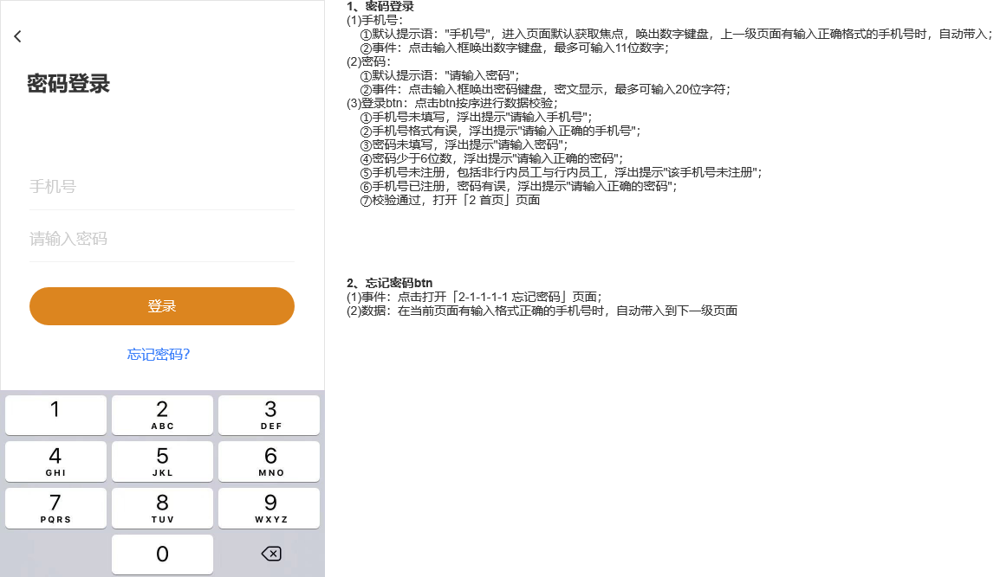 密码登录
手机号
请输入密码
登录
忘记密码?
1
2
ABC
3
DEF
4
GHI
5
JKL
6
MNO
7
PQRS
8
TUV
9
WXYZ
0
1、密码登录
(1)手机号：
①默认提示语："手机号"，进入页面默认获取焦点，唤出数字键盘，上一级页面有输入正确格式的手机号时，自动带入；
②事件：点击输入框唤出数字键盘，最多可输入11位数字；
(2)密码：
①默认提示语："请输入密码"；
②事件：点击输入框唤出密码键盘，密文显示，最多可输入20位字符；
(3)登录btn：点击btn按序进行数据校验；
①手机号未填写，浮出提示"请输入手机号"；
②手机号格式有误，浮出提示"请输入正确的手机号"；
③密码未填写，浮出提示"请输入密码"；
④密码少于6位数，浮出提示"请输入正确的密码"；
⑤手机号未注册，包括非行内员工与行内员工，浮出提示"该手机号未注册"；
⑥手机号已注册，密码有误，浮出提示"请输入正确的密码"；
⑦校验通过，打开「2 首页」页面
2、忘记密码btn
(1)事件：点击打开「2-1-1-1-1 忘记密码」页面；
(2)数据：在当前页面有输入格式正确的手机号时，自动带入到下一级页面